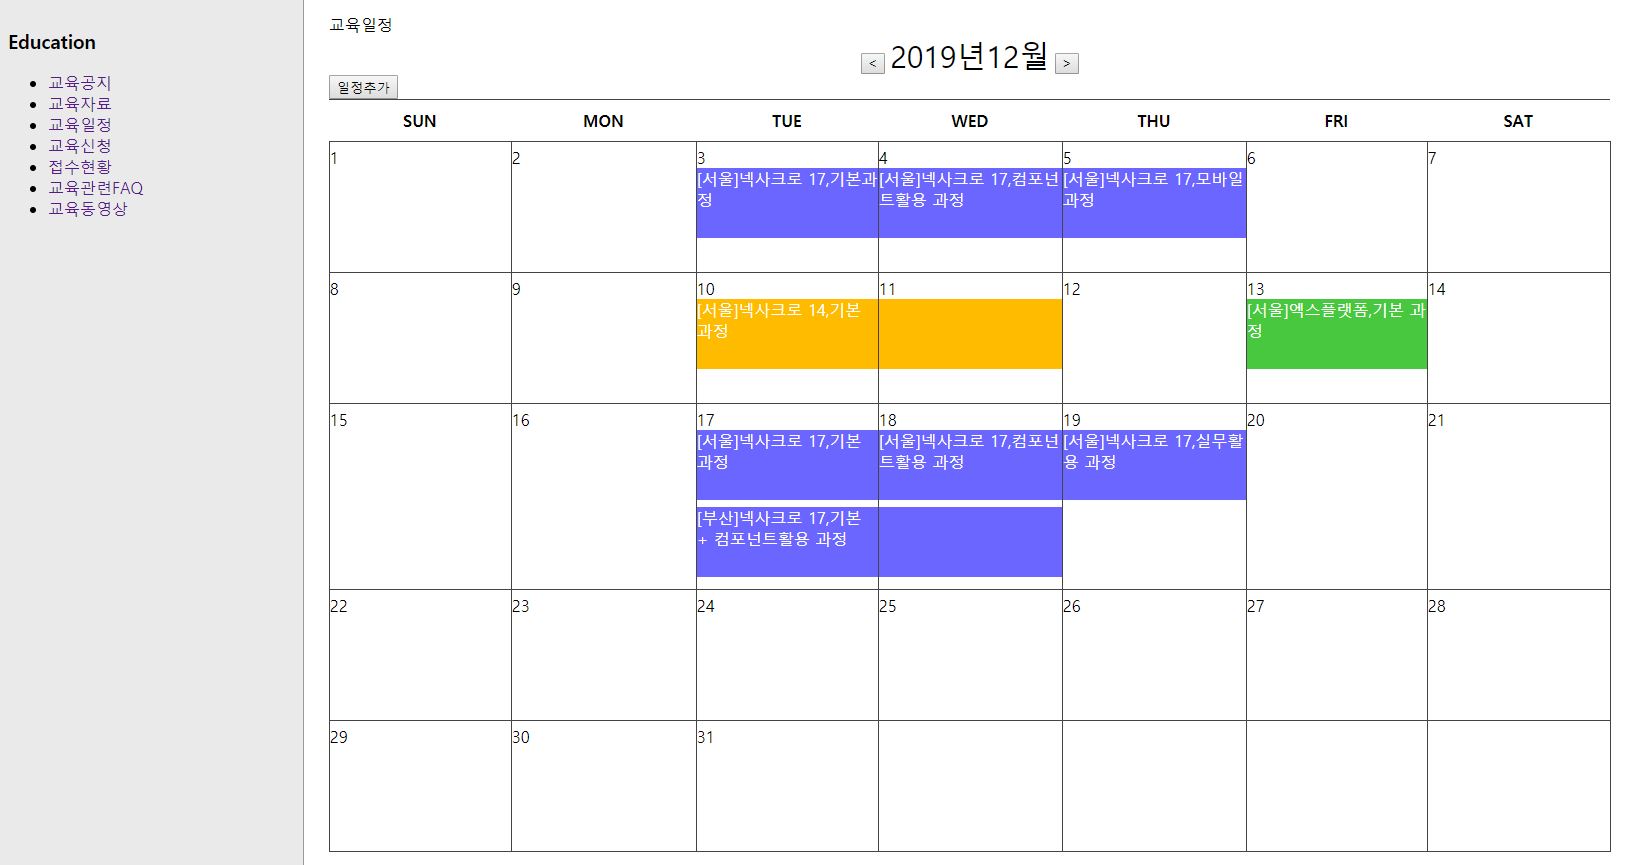 Education
교육공지
교육자료
교육일정
교육신청
접수현황
교육관련FAQ
교육동영상
교육일정
< 2019년12월 >
일정추가
SUN MON TUE WED THU FRI SAT
1 2 3 4 5 6 7
[서울]넥사크로 17,기본과
정
[서울]넥사크로 17,컴포넌
트활용 과정
[서울]넥사크로 17,모바일
과정
8 9 10 11 12 13 14
[서울]넥사크로 14,기본
과정
[서울]엑스플랫폼,기본 과
정
15 16 17 18 19 20 21
[서울]넥사크로 17,기본
과정
[서울]넥사크로 17,컴포넌
트활용 과정
[서울]넥사크로 17,실무활
용 과정
[부산]넥사크로 17,기본
+ 컴포넌트활용 과정
22 23 24 25 26 27 28
29 30 31